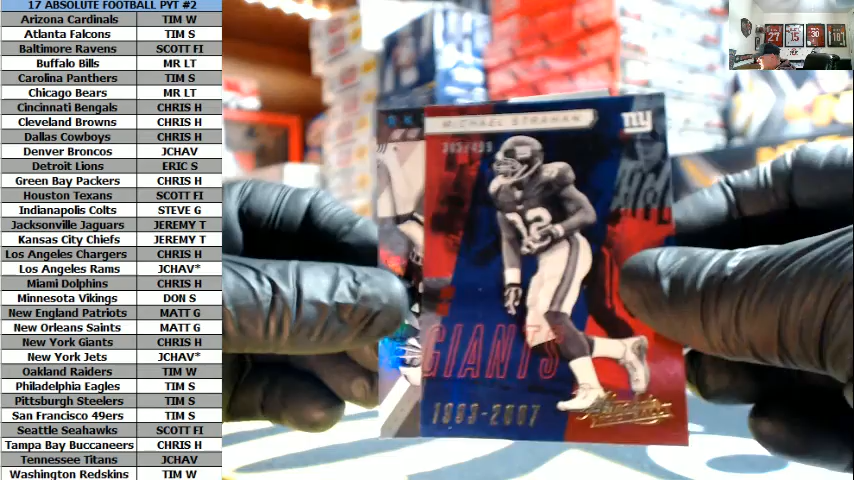 17 ABSOLUTE FOOTBALL PYT #2
Arizona Cardinals TIM W
Atlanta Falcons TIM S
Baltimore Ravens SCOTT FI
Buffalo Bills MR LT
Carolina Panthers TIM S
Chicago Bears MR LT
Cincinnati Bengals CHRIS H
Cleveland Browns CHRIS H
Dallas Cowboys CHRIS H
Denver Broncos JCHAV
Detroit Lions ERIC S
Green Bay Packers CHRIS H
Houston Texans SCOTT FI
Indianapolis Colts STEVE G
Jacksonville Jaguars JEREMY T
Kansas City Chiefs JEREMY T
Los Angeles Chargers CHRIS H
Los Angeles Rams JCHAV*
Miami Dolphins CHRIS H
Minnesota Vikings DON S
New England Patriots MATT G
New Orleans Saints MATT G
New York Giants CHRIS H
New York Jets JCHAV*
Oakland Raiders TIM W
Philadelphia Eagles TIM S
Pittsburg Steelers TIM S
San Francisco 49ers TIM S
Seattle Seahawks SCOTT FI
Tampa Bay Buccaneers CHRIS H
Tennessee Titans JCHAV
Washington Redskins TIM W
MICHAEL STRAHAN
ny
92
GIANTS
1993-2007
Absolute
27
15
30